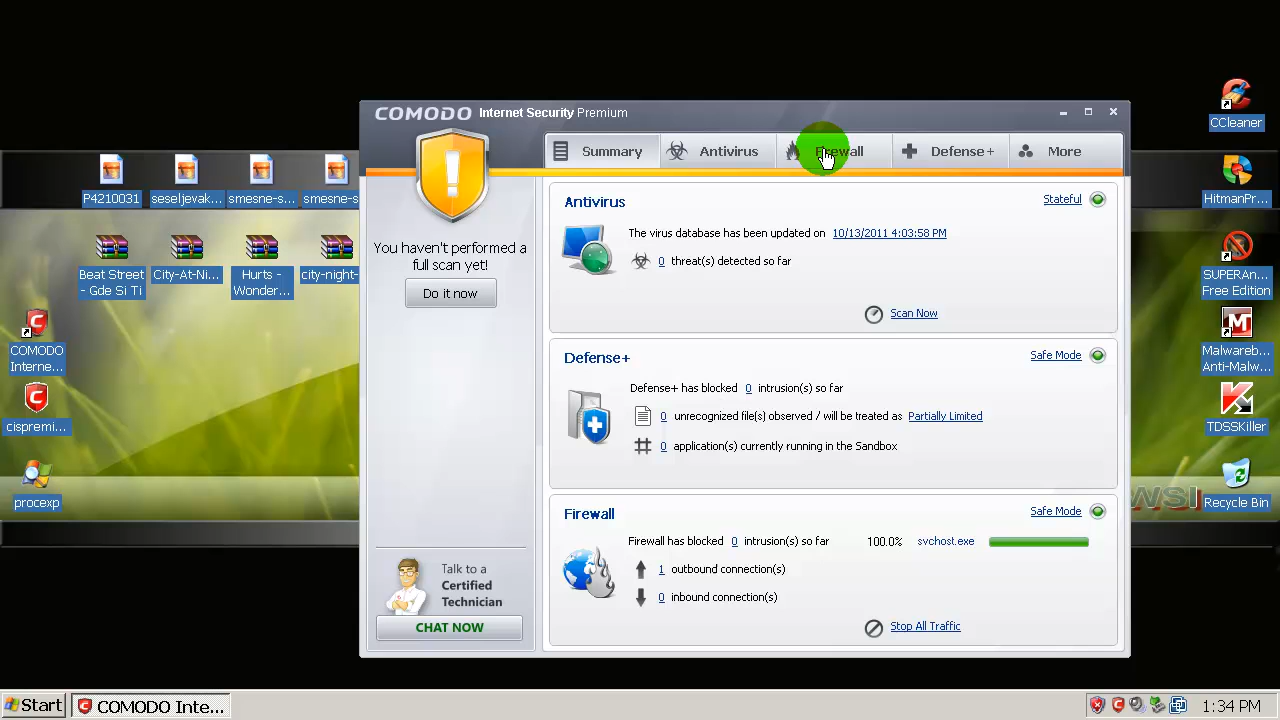 COMODO Internet Security Premium
Summary
Antivirus
Firewall
Defense+
More
You haven't performed a
full scan yet!
Do it now
Talk to a
Certified
Technician
CHAT NOW
Antivirus
Stateful
The virus database has been updated on 10/13/2011 4:03:58 PM
0 threat(s) detected so far
Scan Now
Defense+
Safe Mode
Defense+ has blocked 0 intrusion(s) so far
0 unrecognized file(s) observed / will be treated as Partially Limited
0 application(s) currently running in the Sandbox
Firewall
Safe Mode
Firewall has blocked 0 intrusion(s) so far
100.0% svchost.exe
1 outbound connection(s)
0 inbound connection(s)
Stop All Traffic
P4210031
seseljevak...
smesne-s...
smesne-s
Beat Street
- Gde Si Ti
City-At-Ni...
Hurts -
Wonder...
city-night-
COMODO
Interne...
cispremi...
procexp
CCleaner
HitmanPr...
SUPERAn...
Free Edition
Malwareb...
Anti-Malw...
TDSSKiller
Recycle Bin
Start
COMODO Inte...
1:34 PM